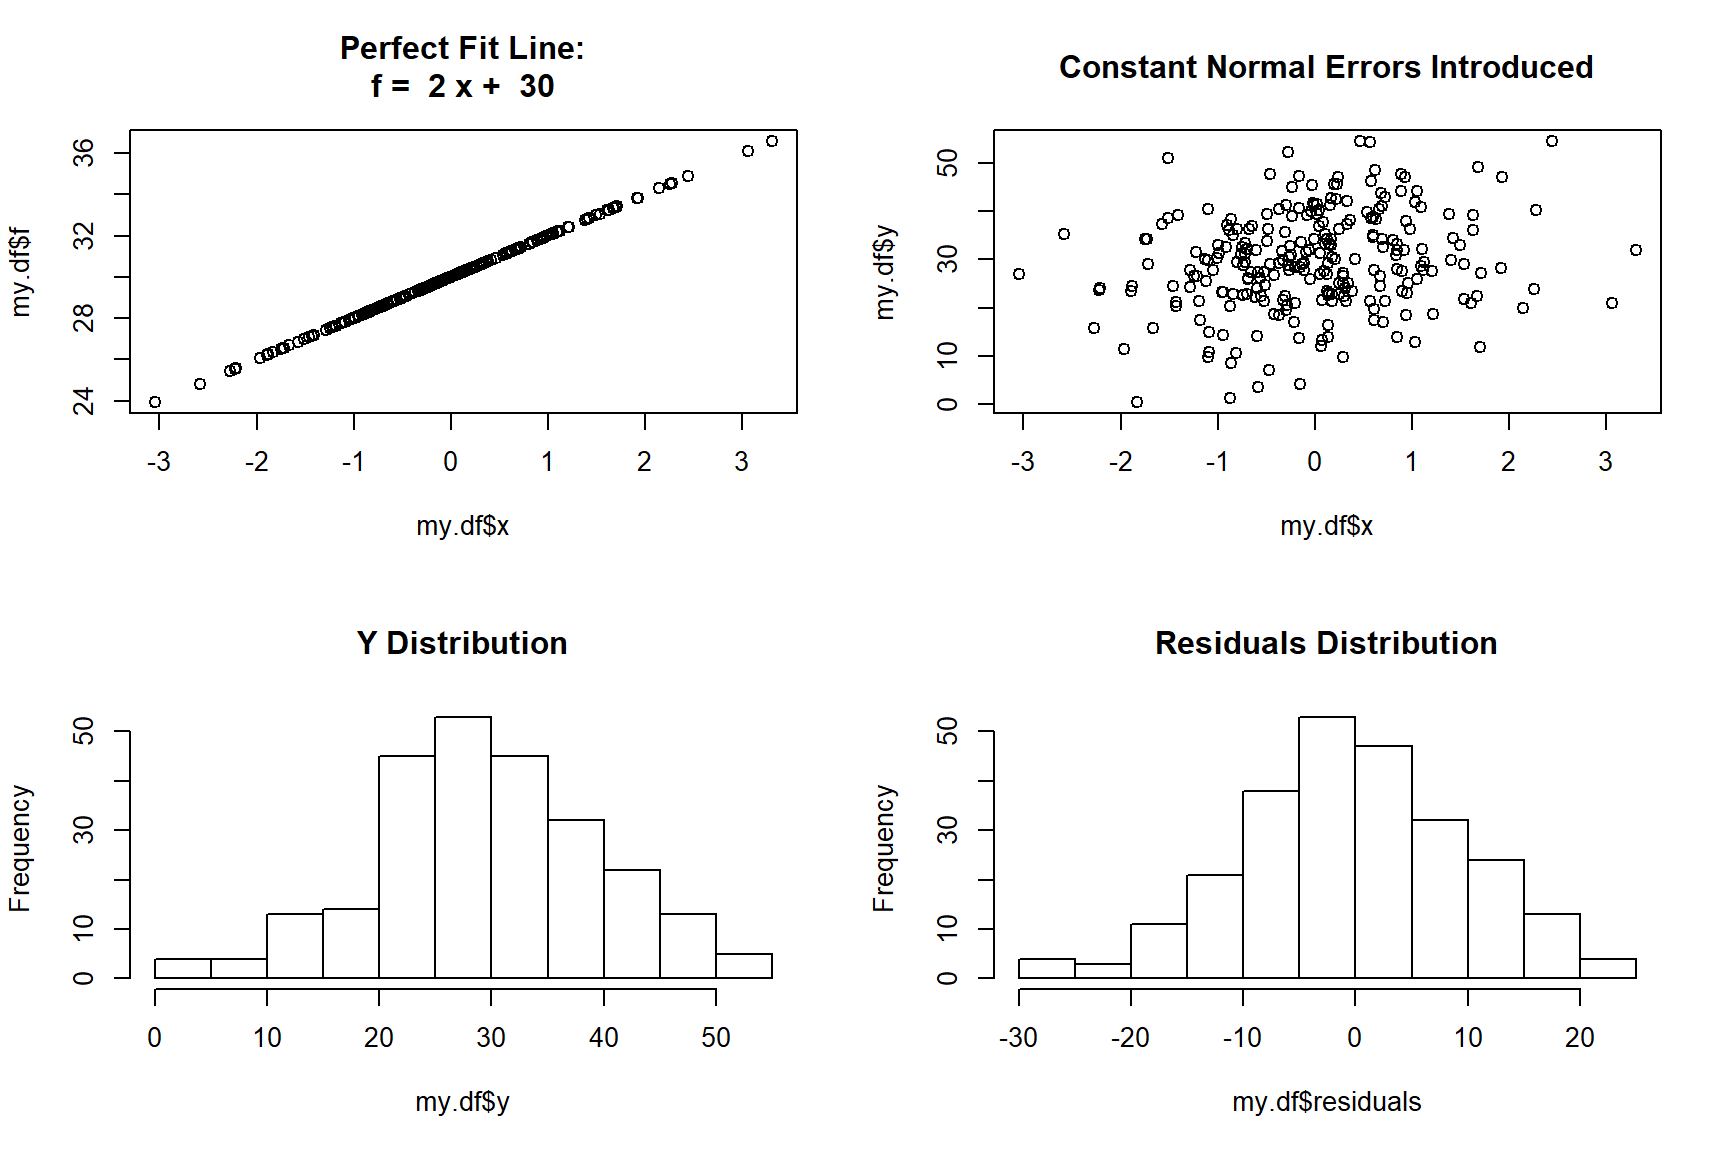 Perfect Fit Line:
f =  2 x +  30
my.df$f
36
32
28
24
-3 -2 -1 0 1 2 3
my.df$x
Constant Normal Errors Introduced
my.df$y
50
30
10
0
-3 -2 -1 0 1 2 3
my.df$x
Y Distribution
Frequency
50
30
10
0
0 10 20 30 40 50
my.df$y
Residuals Distribution
Frequency
50
30
10
0
-30 -20 -10 0 10 20
my.df$residuals